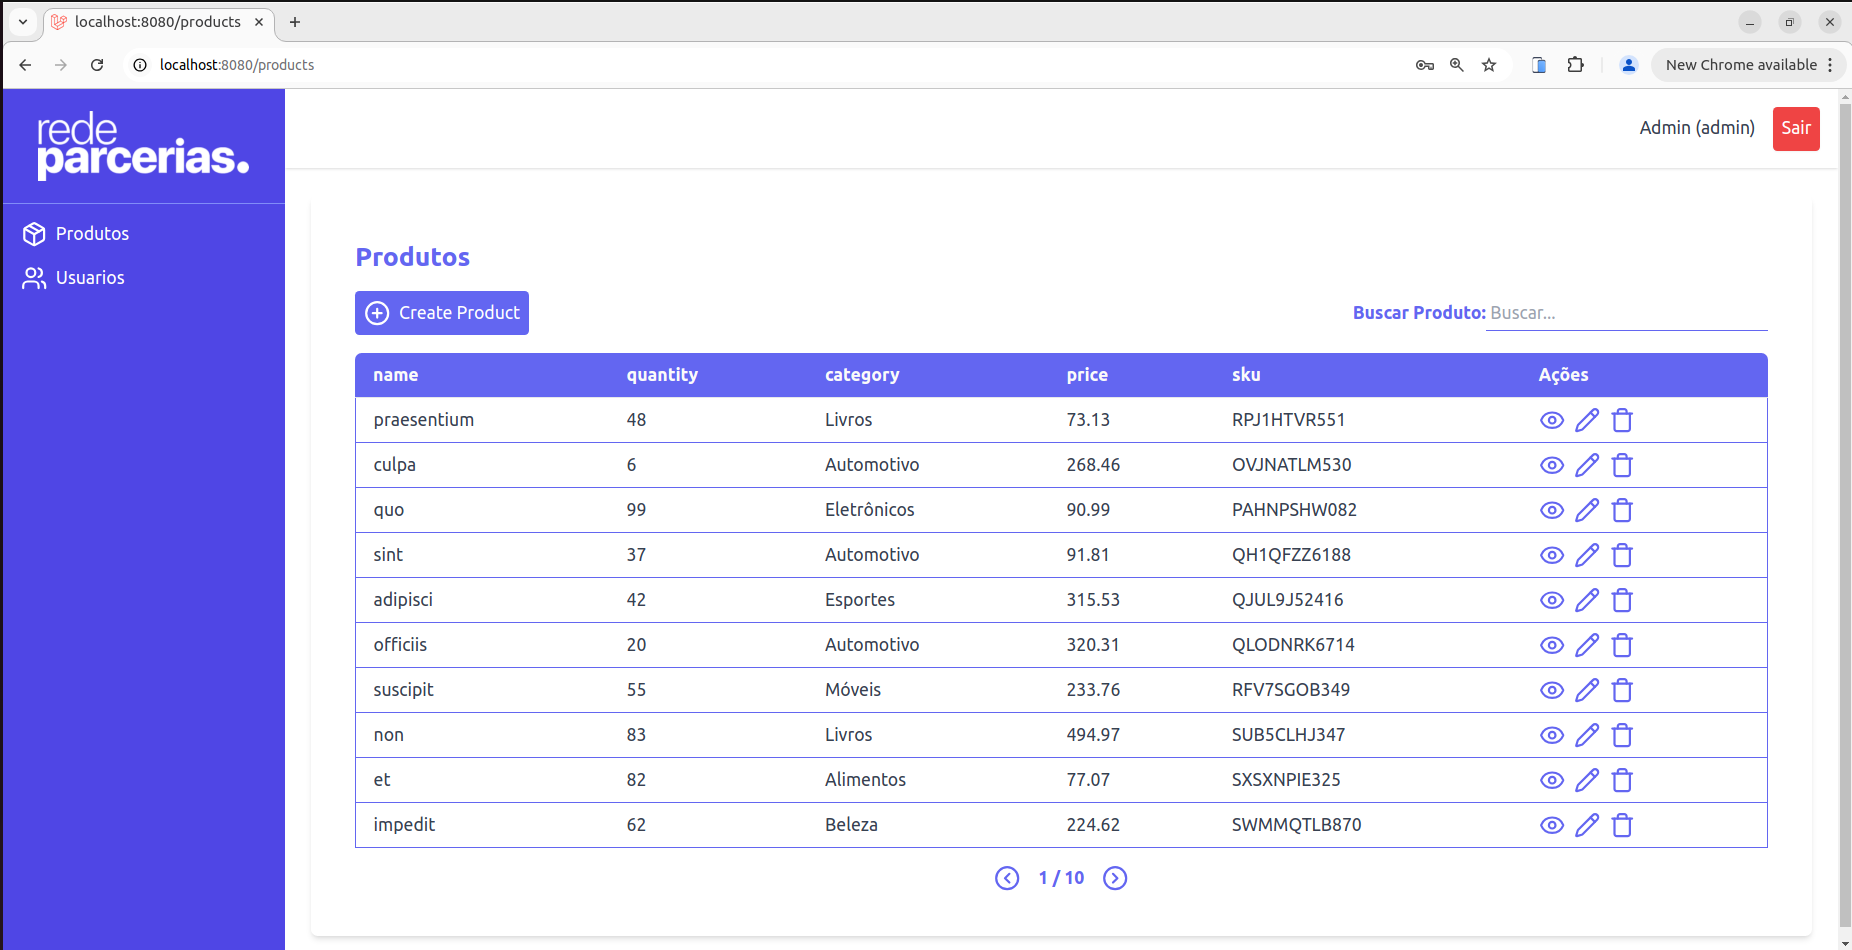 localhost:8080/products
localhost:8080/products
New Chrome available
rede
parcerias.
Admin (admin)
Sair
Produtos
Usuarios
Produtos
Create Product
Buscar Produto: Buscar...
name quantity category price sku Ações
praesentium 48 Livros 73.13 RPJ1HTVR551
culpa 6 Automotivo 268.46 OVJNATLM530
quo 99 Eletrônicos 90.99 PAHNPSHW082
sint 37 Automotivo 91.81 QH1QFZZ6188
adipisci 42 Esportes 315.53 QJUL9J52416
officiis 20 Automotivo 320.31 QLODNRK6714
suscipit 55 Móveis 233.76 RFV7SGOB349
non 83 Livros 494.97 SUB5CLHJ347
et 82 Alimentos 77.07 SXSXNPIE325
impedit 62 Beleza 224.62 SWMMQTLB870
1 / 10